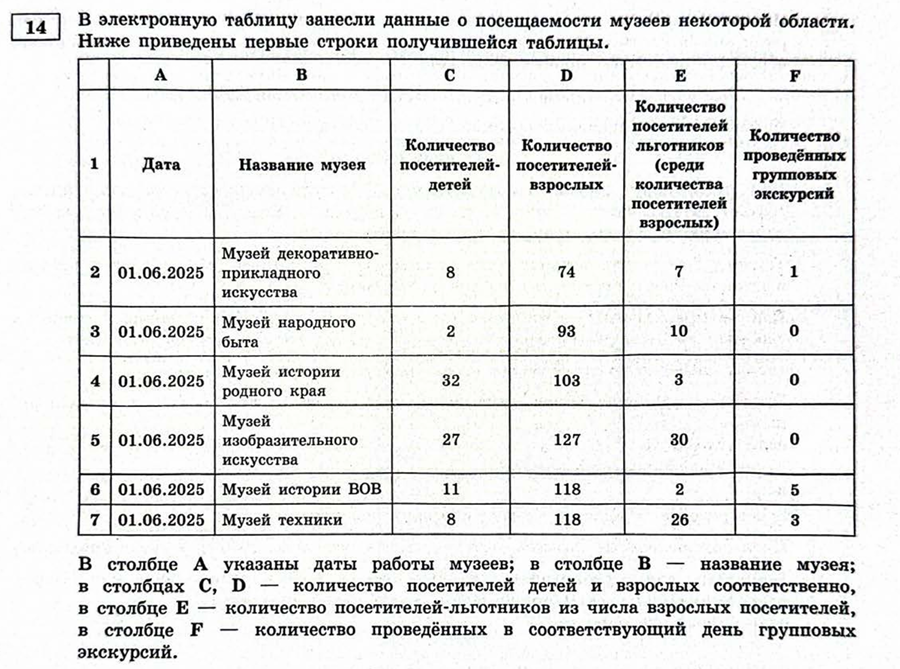 14
В электронную таблицу занесли данные о посещаемости музеев некоторой области.
Ниже приведены первые строки получившейся таблицы.
A B C D E F
1 Дата Название музея Количество посетителей-детей Количество посетителей-взрослых Количество посетителей льготников (среди количества посетителей взрослых) Количество проведённых групповых экскурсий
2 01.06.2025 Музей декоративно-прикладного искусства 8 74 7 1
3 01.06.2025 Музей народного быта 2 93 10 0
4 01.06.2025 Музей истории родного края 32 103 3 0
5 01.06.2025 Музей изобразительного искусства 27 127 30 0
6 01.06.2025 Музей истории ВОВ 11 118 2 5
7 01.06.2025 Музей техники 8 118 26 3
В столбце A указаны даты работы музеев; в столбце B — название музея;
в столбцах C, D — количество посетителей детей и взрослых соответственно,
в столбце E — количество посетителей-льготников из числа взрослых посетителей,
в столбце F — количество проведённых в соответствующий день групповых
экскурсий.